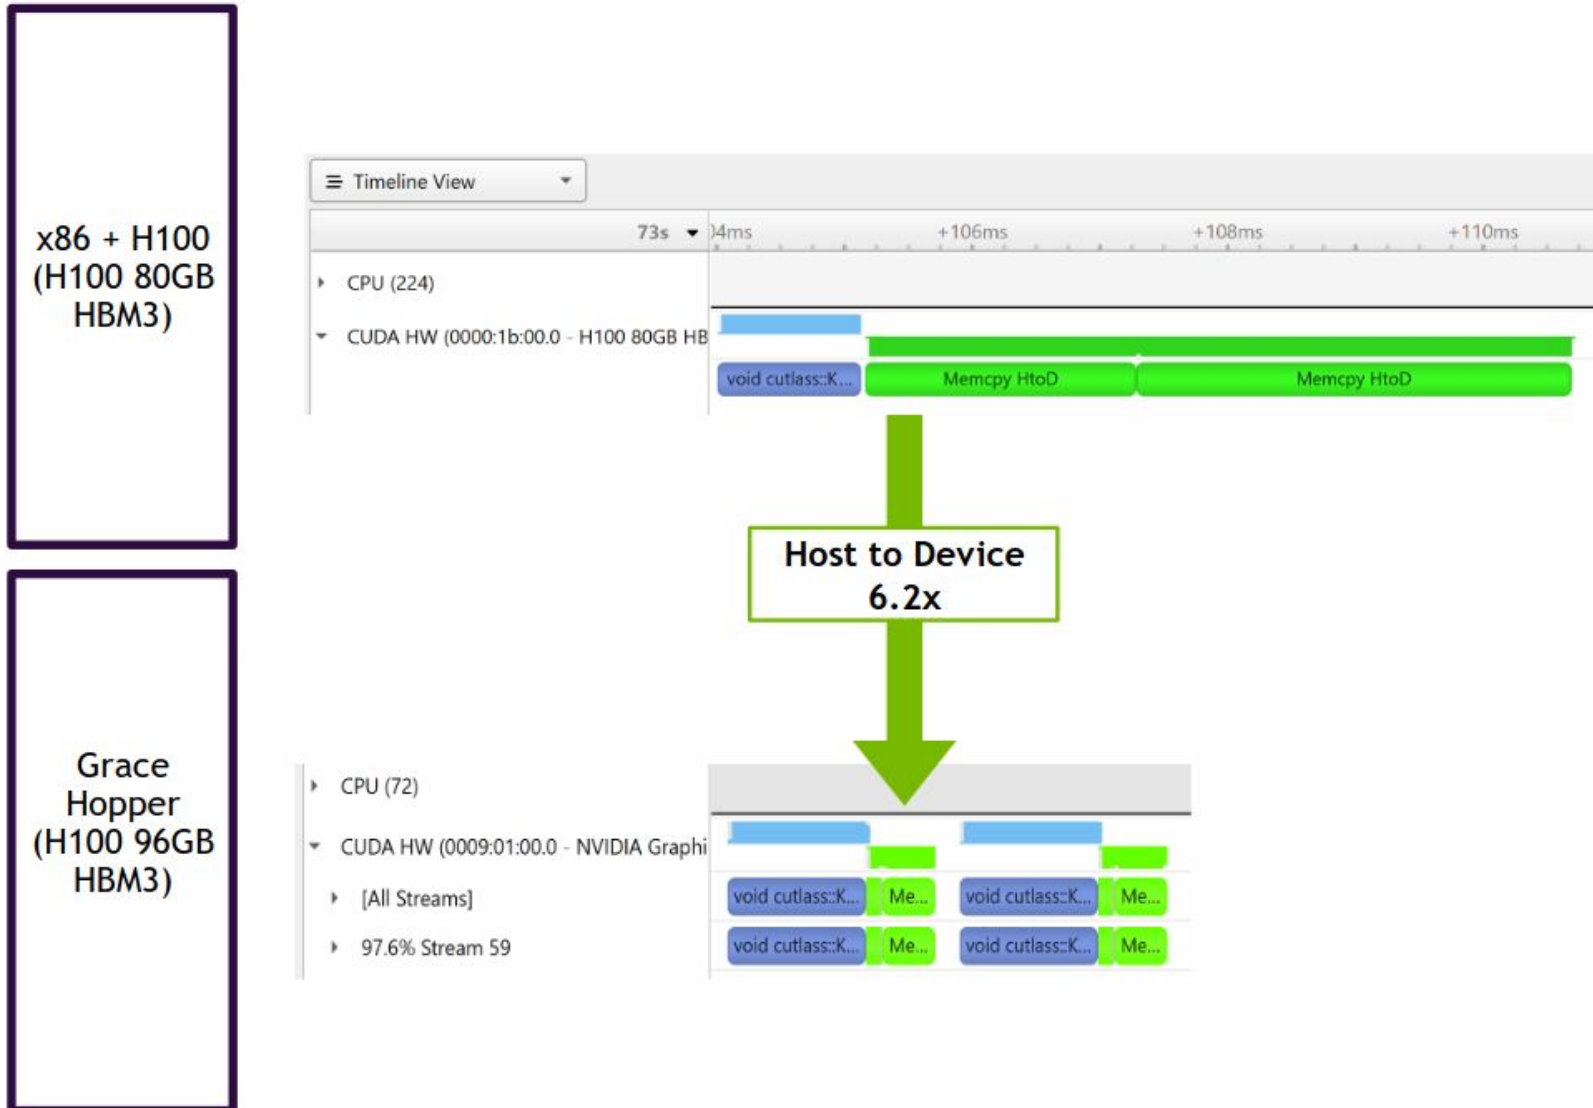 x86 + H100
(H100 80GB
HBM3)
Timeline View
73s
)4ms
+106ms
+108ms
+110ms
CPU (224)
CUDA HW (0000:1b:00.0 - H100 80GB HB
void cutlass::K...
Memcpy HtoD
Memcpy HtoD
Host to Device
6.2x
Grace
Hopper
(H100 96GB
HBM3)
CPU (72)
CUDA HW (0009:01:00.0 - NVIDIA Graphi
[All Streams]
void cutlass::K...
Me...
void cutlass::K...
Me...
97.6% Stream 59
void cutlass::K...
Me...
void cutlass::K...
Me...